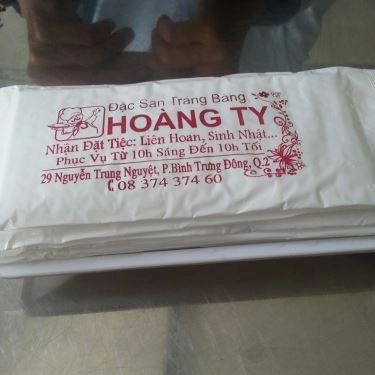 Đặc Sản Trảng Bàng
HOÀNG TY
Nhận Đặt Tiệc: Liên Hoan, Sinh Nhật...
Phục Vụ Từ 10h Sáng Đến 10h Tối
29 Nguyễn Trung Nguyệt, P.Bình Trưng Đông, Q.2
08 374 374 60